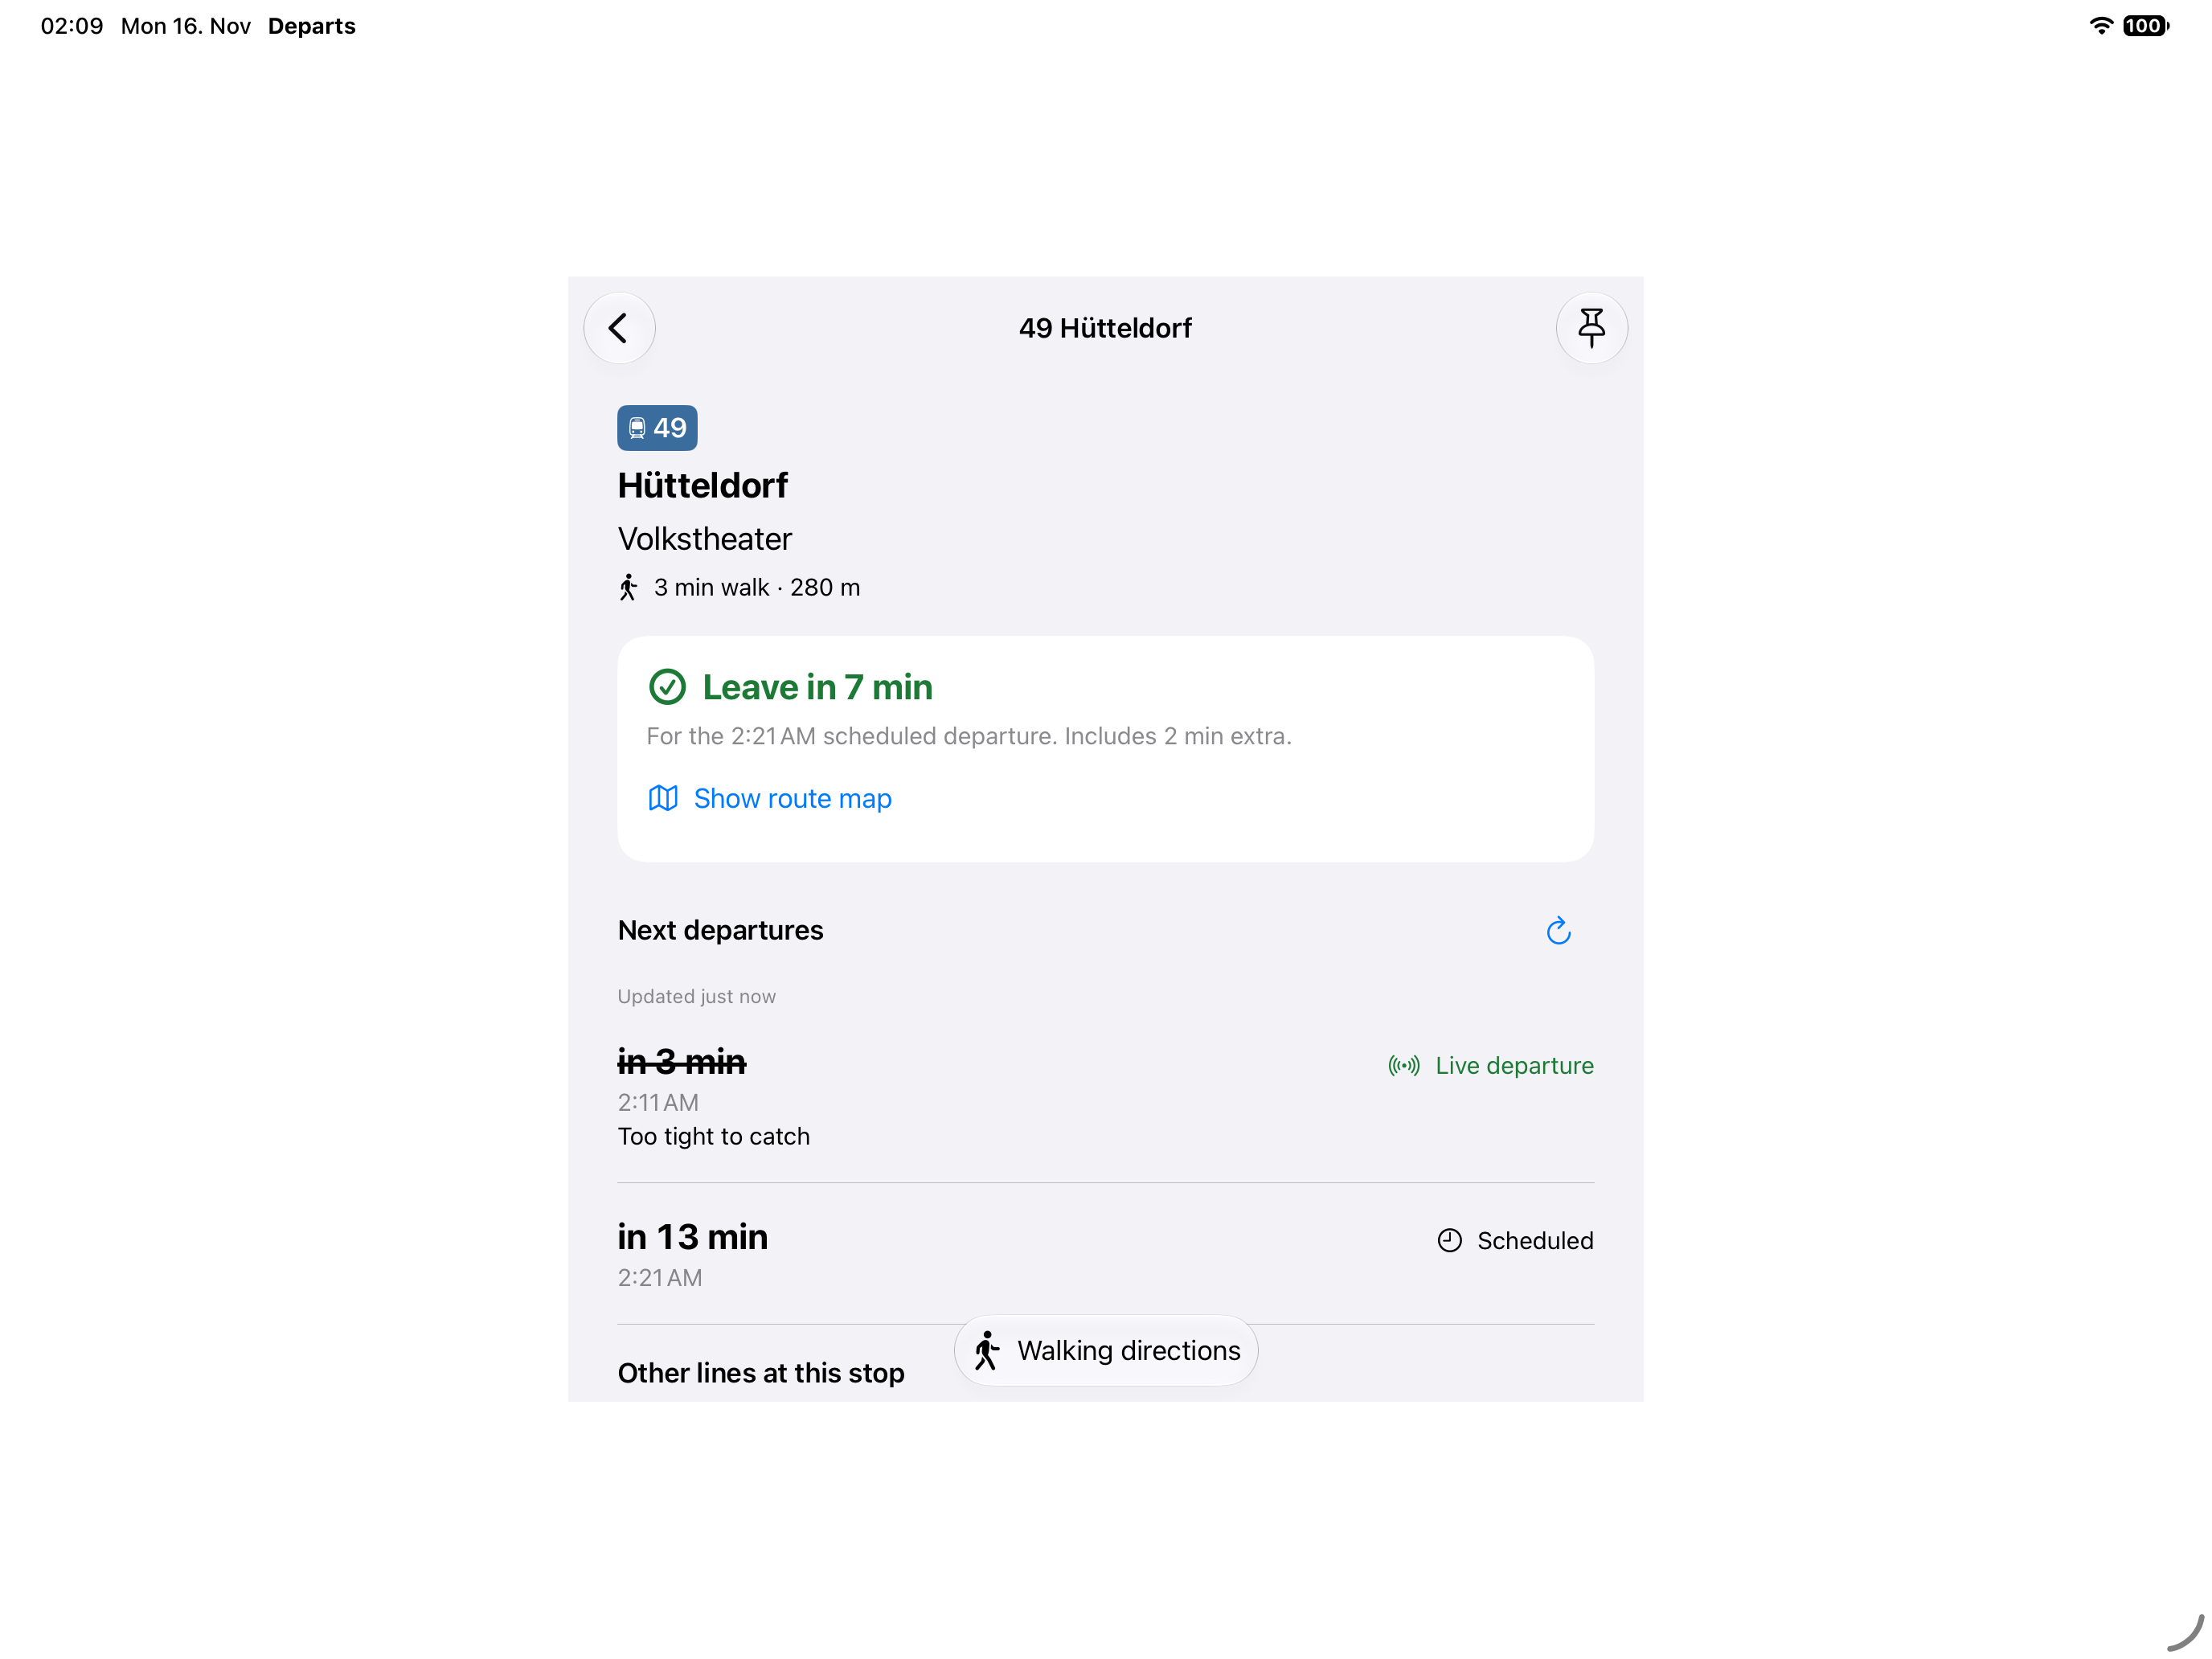 02:09 Mon 16. Nov Departs
100
49 Hütteldorf
49
Hütteldorf
Volkstheater
3 min walk · 280 m
Leave in 7 min
For the 2:21 AM scheduled departure. Includes 2 min extra.
Show route map
Next departures
Updated just now
in 3 min
Live departure
2:11 AM
Too tight to catch
in 13 min
Scheduled
2:21 AM
Walking directions
Other lines at this stop